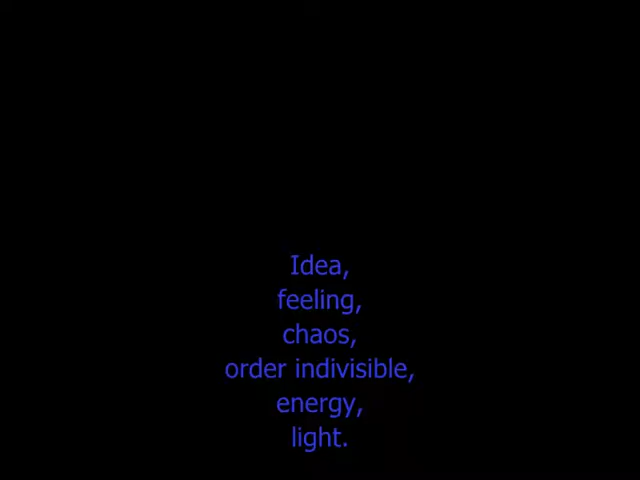 Idea,
feeling,
chaos,
order indivisible,
energy,
light.